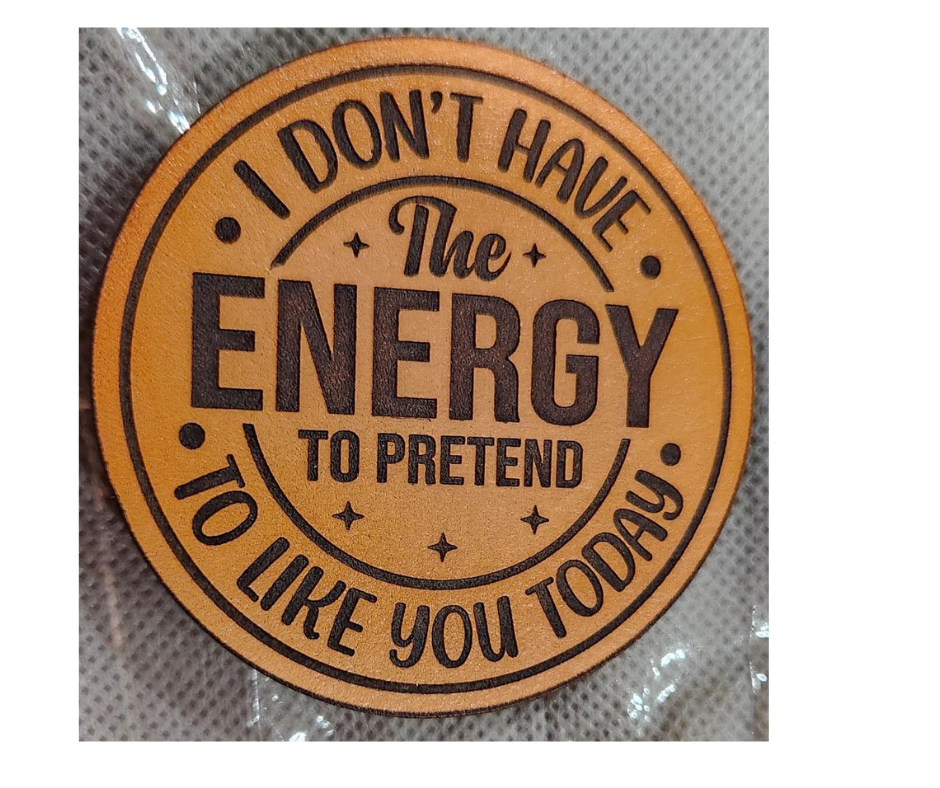 I DON'T HAVE
The
ENERGY
TO PRETEND
TO LIKE YOU TODAY